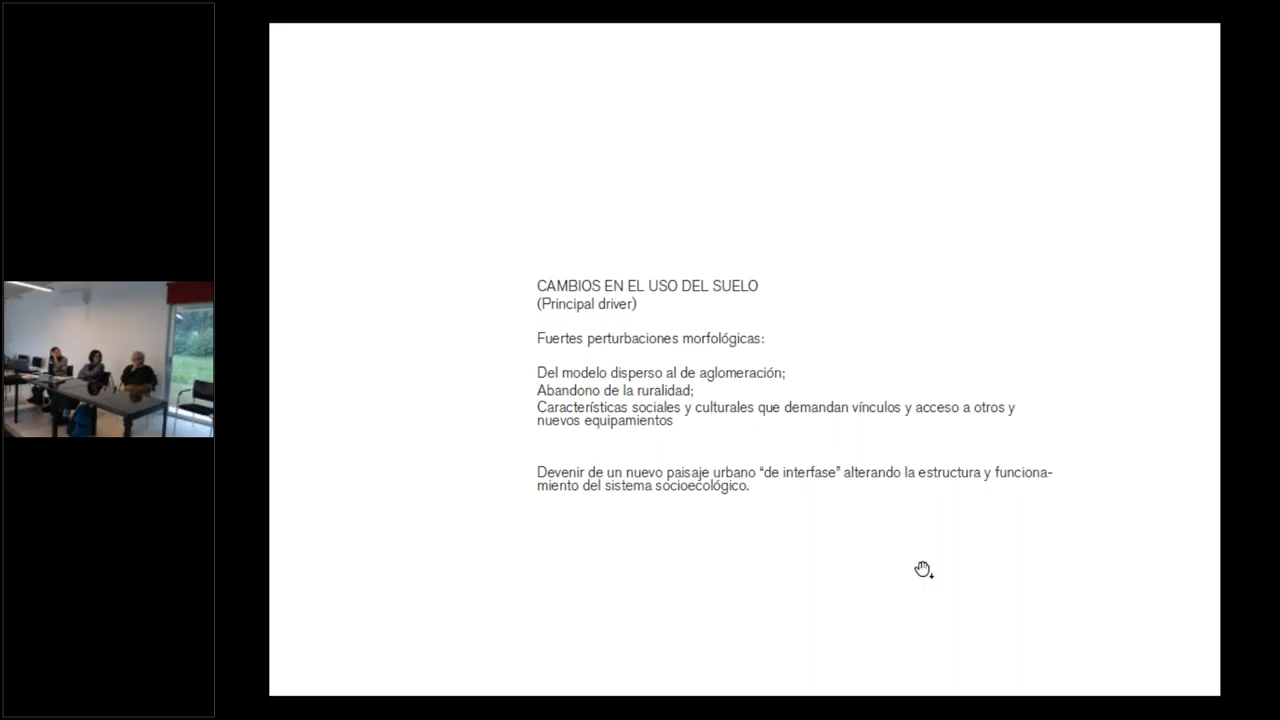 CAMBIOS EN EL USO DEL SUELO
(Principal driver)
Fuertes perturbaciones morfológicas:
Del modelo disperso al de aglomeración;
Abandono de la ruralidad;
Características sociales y culturales que demandan vínculos y acceso a otros y
nuevos equipamientos
Devenir de un nuevo paisaje urbano “de interfase” alterando la estructura y funciona-
miento del sistema socioecológico.